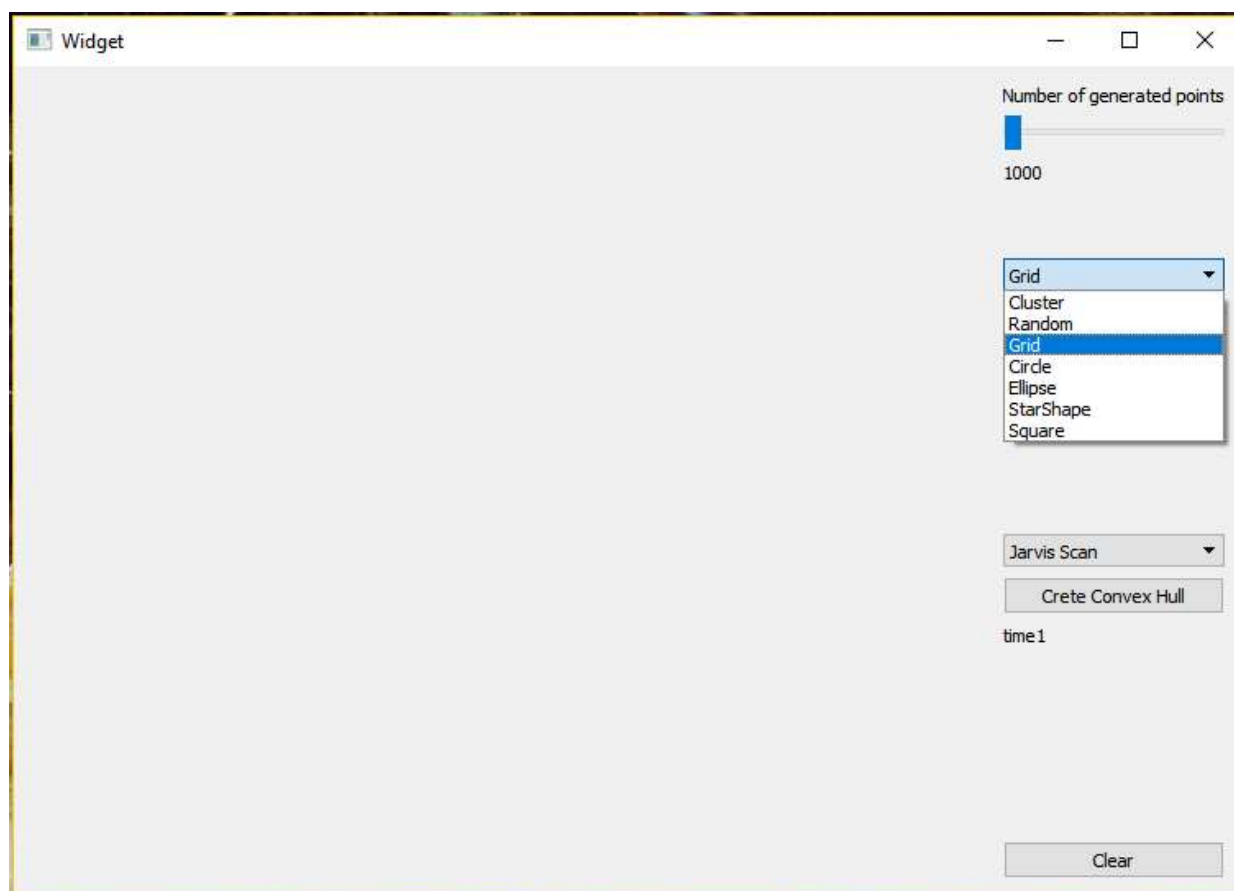 Widget
Number of generated points
1000
Grid
Cluster
Random
Grid
Circle
Ellipse
StarShape
Square
Jarvis Scan
Crete Convex Hull
time1
Clear